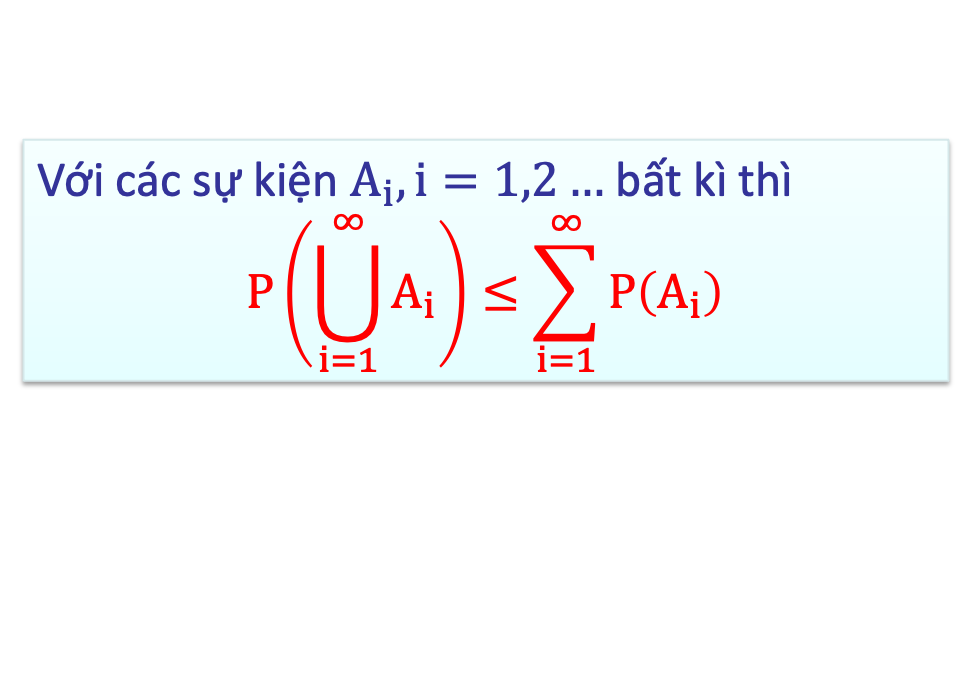 Với các sự kiện Aᵢ, i = 1,2 … bất kì thì
P(⋃_{i=1}^{∞} Aᵢ) ≤ ∑_{i=1}^{∞} P(Aᵢ)